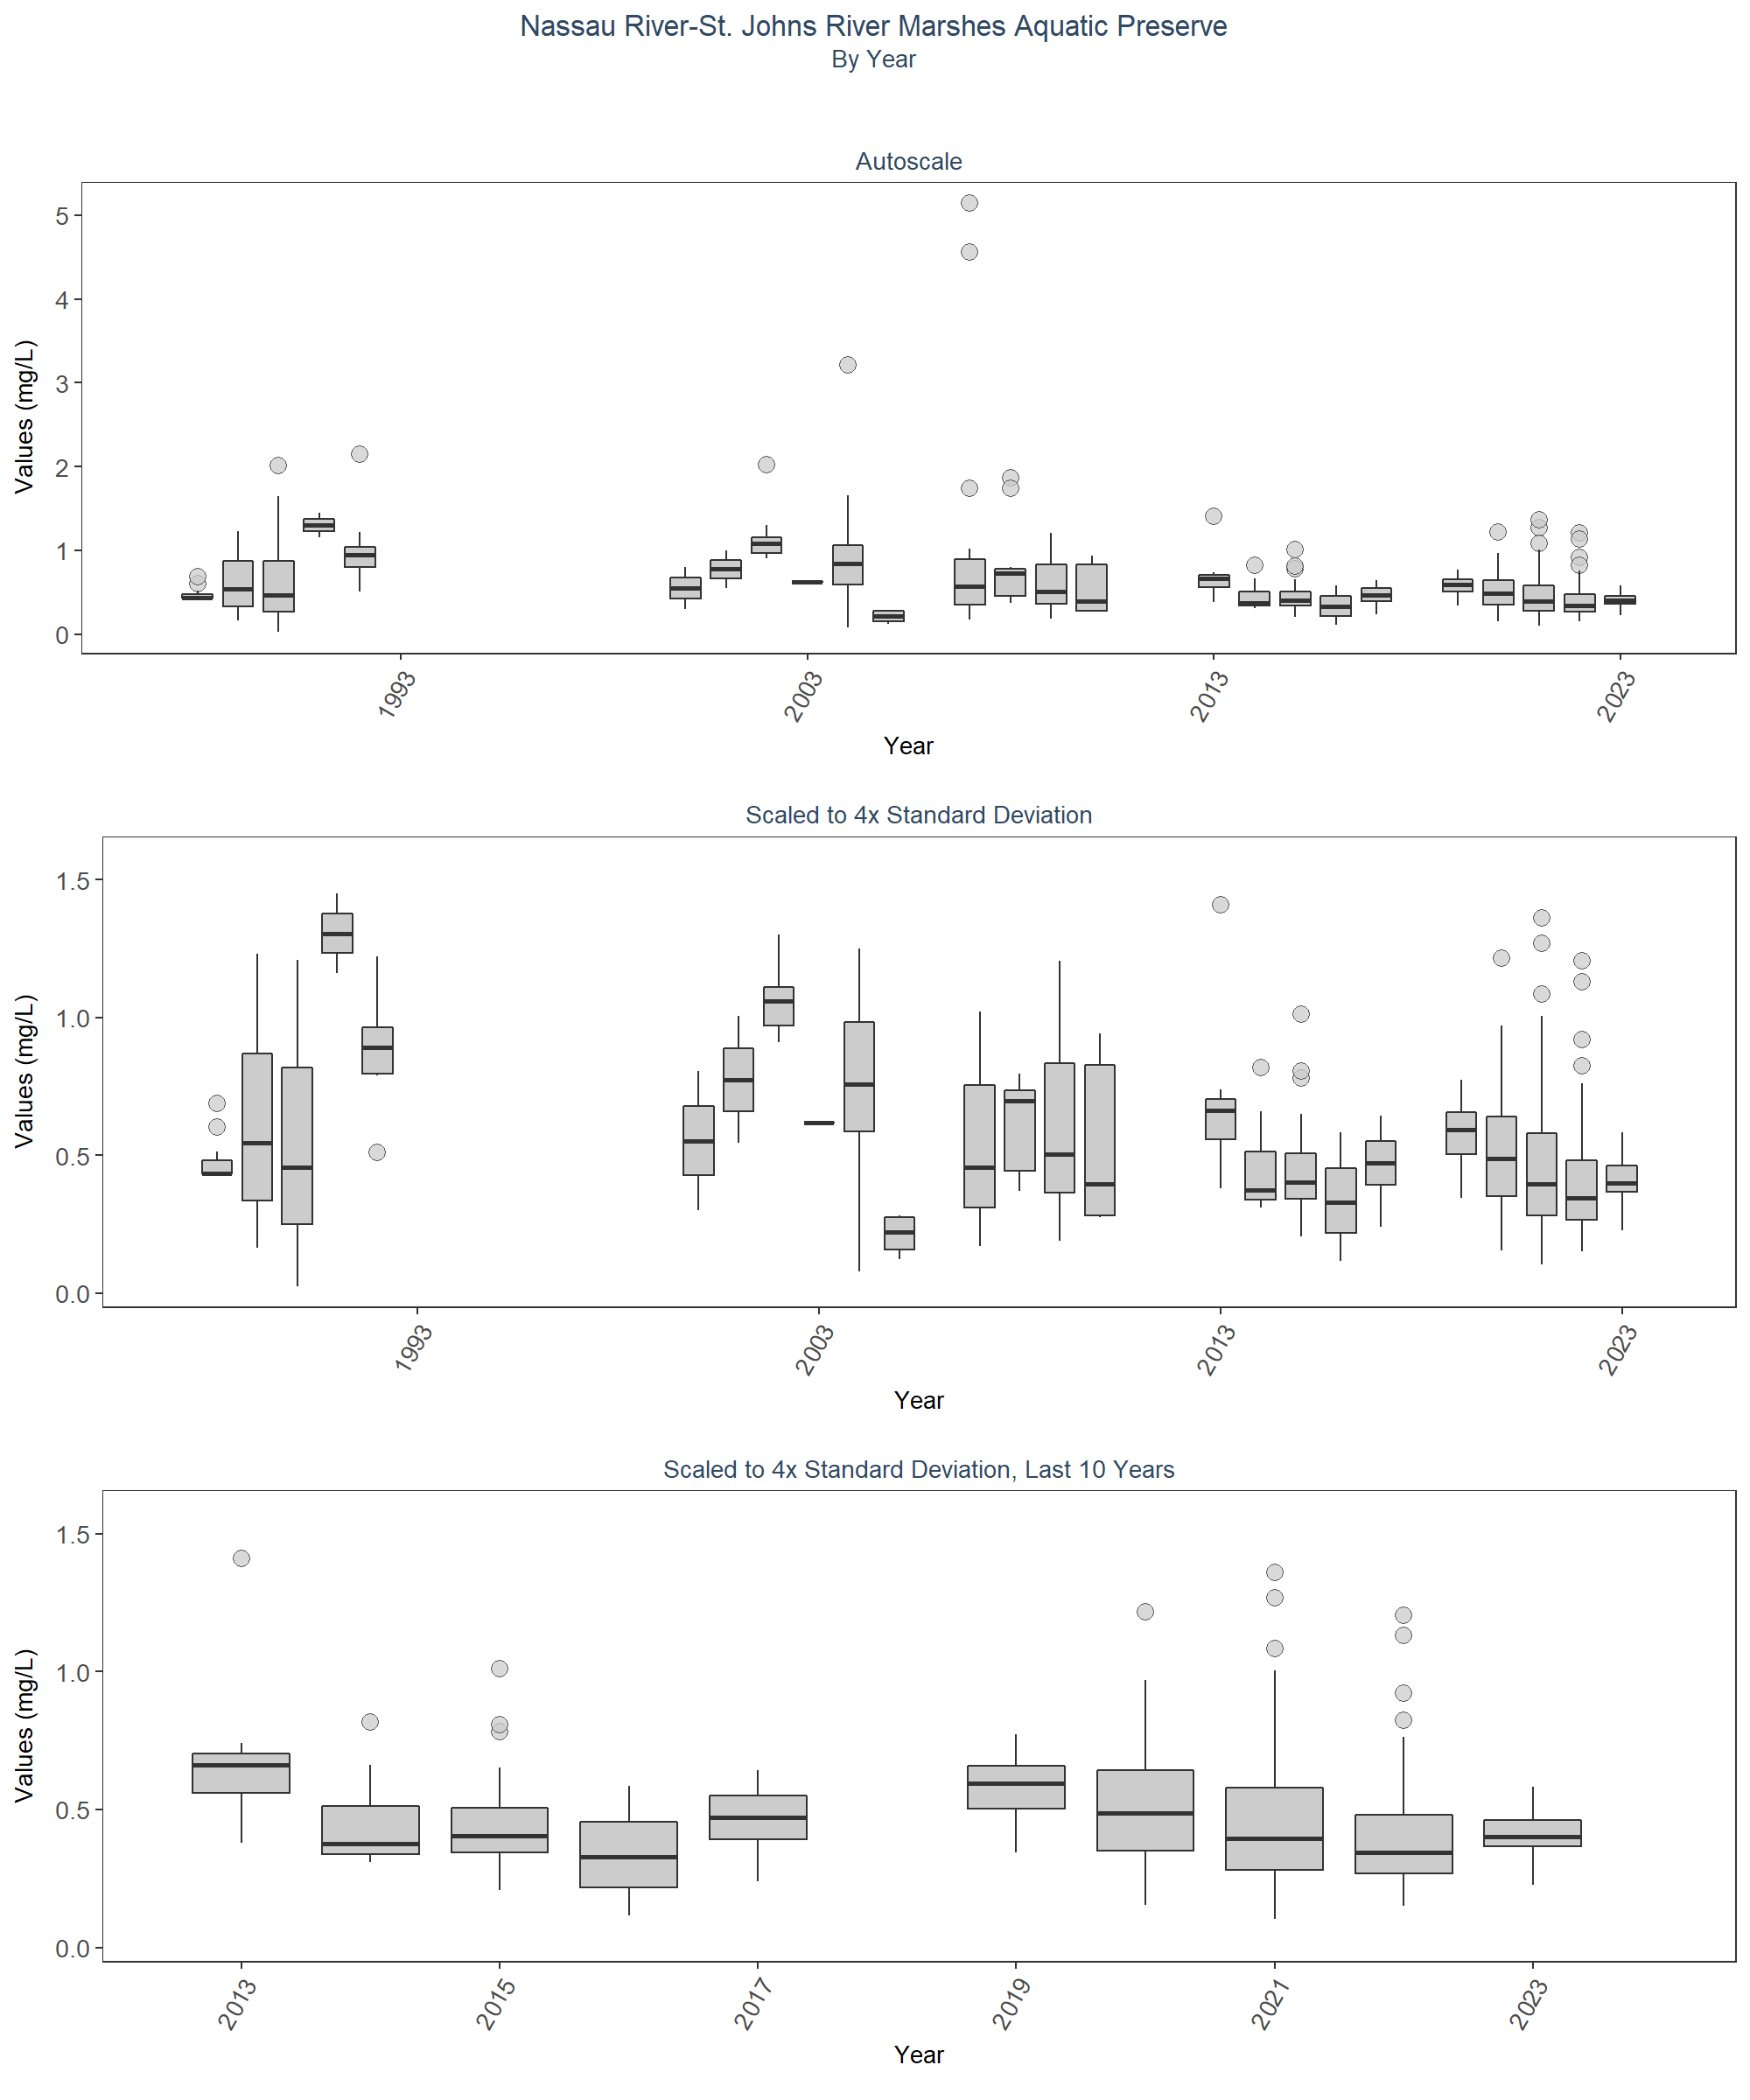 Nassau River-St. Johns River Marshes Aquatic Preserve
By Year
Autoscale
5
4
3
2
1
0
Values (mg/L)
1993
2003
2013
2023
Year
Scaled to 4x Standard Deviation
1.5
1.0
0.5
0.0
Values (mg/L)
1993
2003
2013
2023
Year
Scaled to 4x Standard Deviation, Last 10 Years
1.5
1.0
0.5
0.0
Values (mg/L)
2013
2015
2017
2019
2021
2023
Year